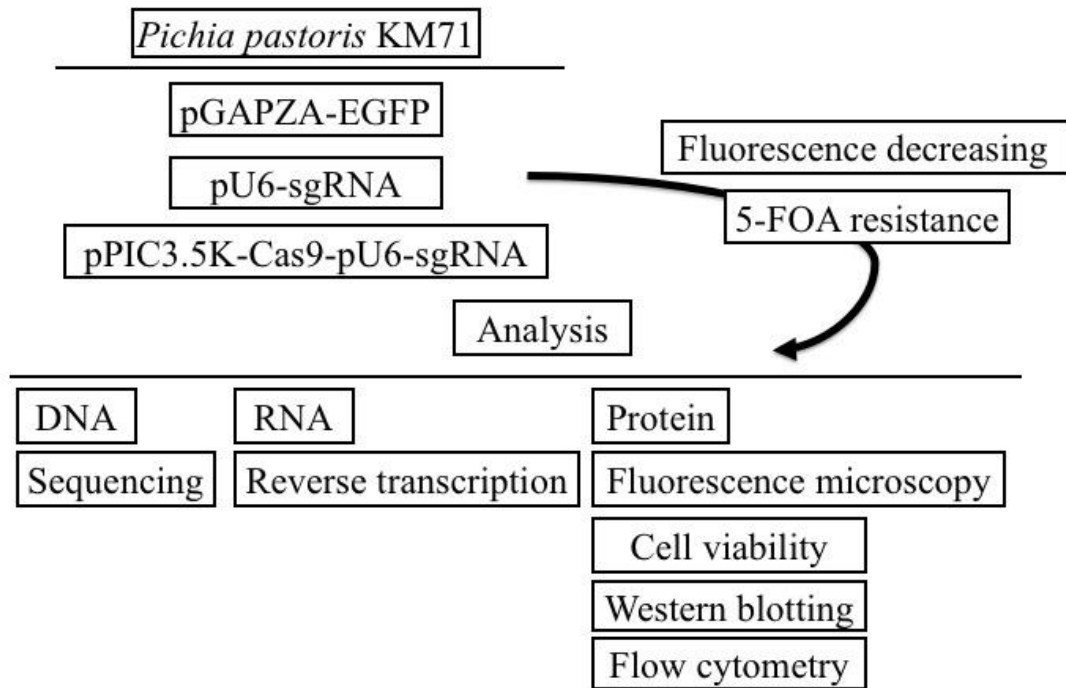 Pichia pastoris KM71
pGAPZA-EGFP
pU6-sgRNA
pPIC3.5K-Cas9-pU6-sgRNA
Fluorescence decreasing
5-FOA resistance
Analysis
DNA
RNA
Protein
Sequencing
Reverse transcription
Fluorescence microscopy
Cell viability
Western blotting
Flow cytometry